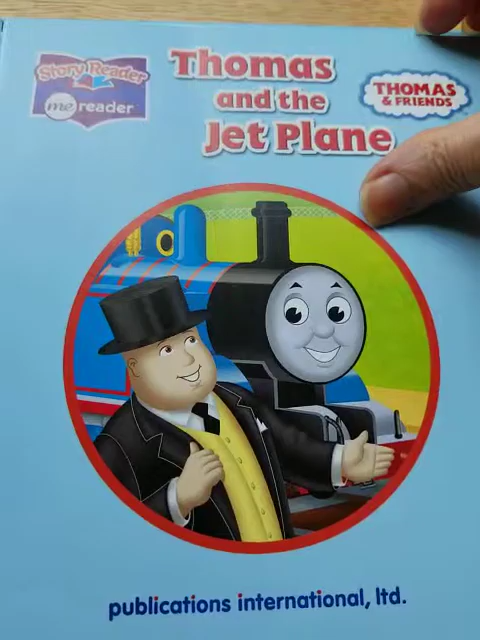 Story Reader
me reader
Thomas
and the
Jet Plane
THOMAS
& FRIENDS
publications international, ltd.